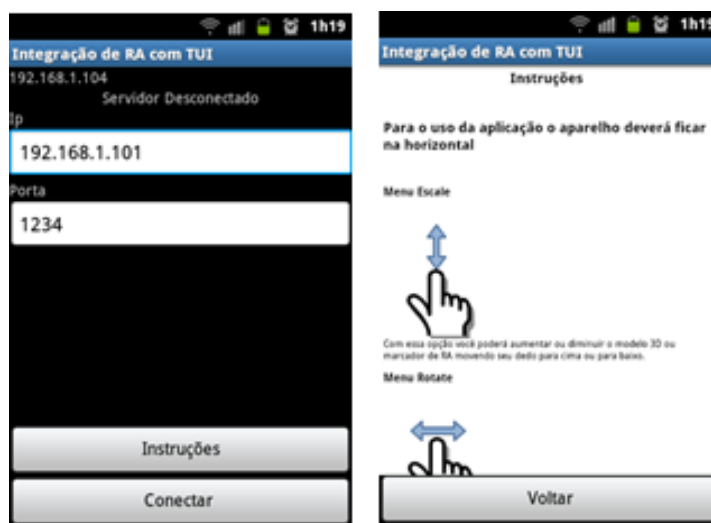 1h19
Integração de RA com TUI
192.168.1.104
Servidor Desconectado
Ip
192.168.1.101
Porta
1234
Instruções
Conectar
1h19
Integração de RA com TUI
Instruções
Para o uso da aplicação o aparelho deverá ficar
na horizontal
Menu Escale
Com essa opção você poderá aumentar ou diminuir o modelo 3D ou
marcador de RA movendo seu dedo para cima ou para baixo.
Menu Rotate
Voltar